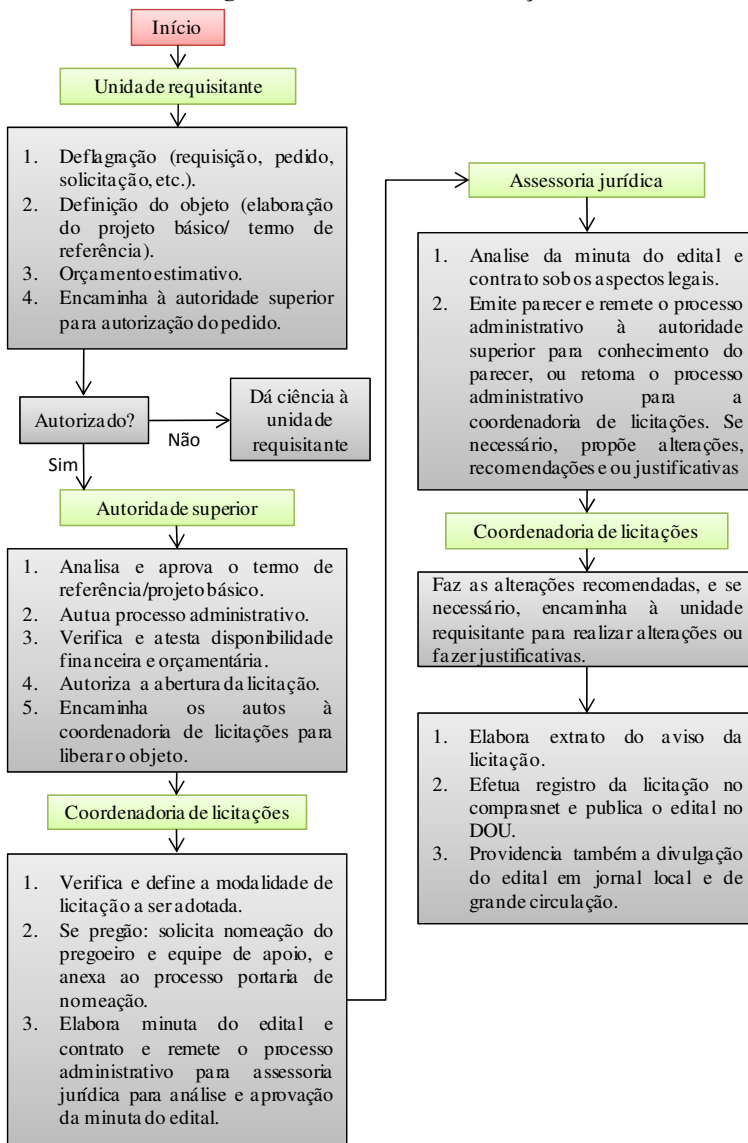 Início
Unidade requisitante
1. Deflagração (requisição, pedido,
solicitação, etc.).
2. Definição do objeto (elaboração
do projeto básico/ termo de
referência).
3. Orçamento estimativo.
4. Encaminha à autoridade superior
para autorização do pedido.
Autorizado?
Não
Dá ciência à
unidade
requisitante
Sim
Autoridade superior
1. Analisa e aprova o termo de
referência/projeto básico.
2. Autua processo administrativo.
3. Verifica e atesta disponibilidade
financeira e orçamentária.
4. Autoriza a abertura da licitação.
5. Encaminha os autos à
coordenadoria de licitações para
liberar o objeto.
Coordenadoria de licitações
1. Verifica e define a modalidade de
licitação a ser adotada.
2. Se pregão: solicita nomeação do
pregoeiro e equipe de apoio, e
anexa ao processo portaria de
nomeação.
3. Elabora minuta do edital e
contrato e remete o processo
administrativo para assessoria
jurídica para análise e aprovação
da minuta do edital.
Assessoria jurídica
1. Analise da minuta do edital e
contrato sob os aspectos legais.
2. Emite parecer e remete o processo
administrativo à autoridade
superior para conhecimento do
parecer, ou retorna o processo
administrativo para a
coordenadoria de licitações. Se
necessário, propõe alterações,
recomendações e ou justificativas
Coordenadoria de licitações
Faz as alterações recomendadas, e se
necessário, encaminha à unidade
requisitante para realizar alterações ou
fazer justificativas.
1. Elabora extrato do aviso da
licitação.
2. Efetua registro da licitação no
comprasnet e publica o edital no
DOU.
3. Providencia também a divulgação
do edital em jornal local e de
grande circulação.